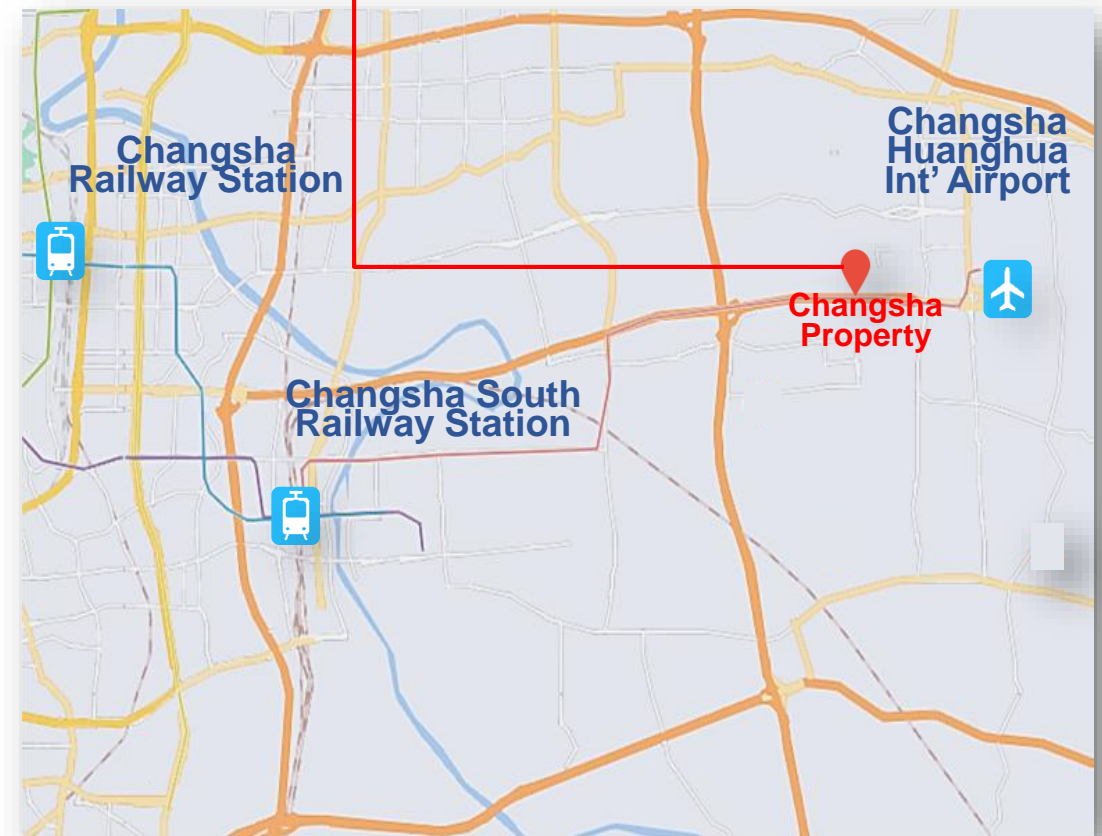 Changsha
Railway Station
Changsha
Huanghua
Int’ Airport
Changsha
Property
Changsha South
Railway Station